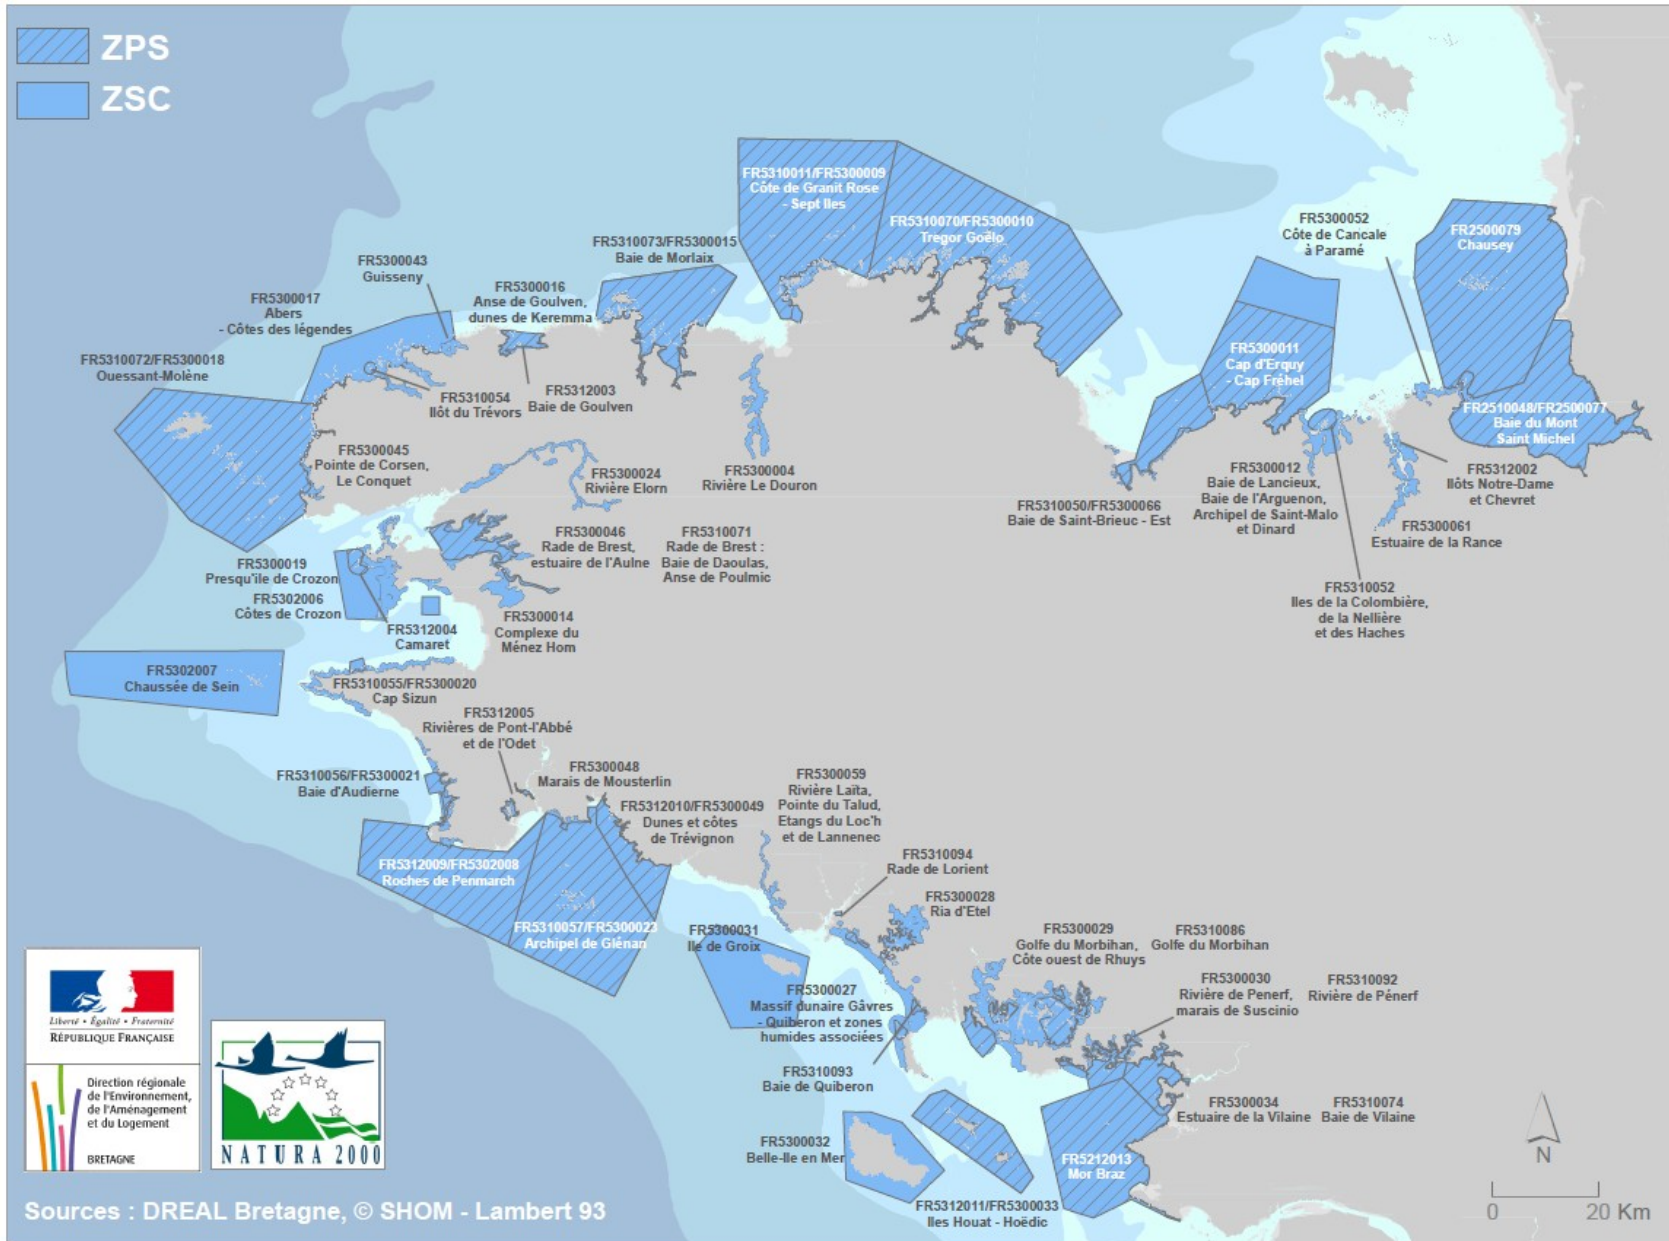 ZPS
ZSC
FR5310011/FR5300009
Côte de Granit Rose
- Sept Iles
FR5310070/FR5300010
Tregor Goëlo
FR5300052
Côte de Cancale
à Paramé
FR2500079
Chausey
FR5310073/FR5300015
Baie de Morlaix
FR5300043
Guisseny
FR5300016
Anse de Goulven,
dunes de Keremma
FR5300017
Abers
- Côtes des légendes
FR5310072/FR5300018
Ouessant-Molène
FR5310054
Ilôt du Trévors
FR5312003
Baie de Goulven
FR5300011
Cap d'Erquy
- Cap Fréhel
FR2510048/FR2500077
Baie du Mont
Saint Michel
FR5300045
Pointe de Corsen,
Le Conquet
FR5300024
Rivière Elorn
FR5300004
Rivière Le Douron
FR5310050/FR5300066
Baie de Saint-Brieuc - Est
FR5300012
Baie de Lancieux,
Baie de l'Arguenon,
Archipel de Saint-Malo
et Dinard
FR5312002
Ilôts Notre-Dame
et Chevret
FR5300061
Estuaire de la Rance
FR5300046
Rade de Brest,
estuaire de l'Aulne
FR5310071
Rade de Brest :
Baie de Daoulas,
Anse de Poulmic
FR5300019
Presqu'ile de Crozon
FR5302006
Côtes de Crozon
FR5312004
Camaret
FR5300014
Complexe du
Ménez Hom
FR5310052
Iles de la Colombière,
de la Nellière
et des Haches
FR5302007
Chaussée de Sein
FR5310055/FR5300020
Cap Sizun
FR5312005
Rivières de Pont-l'Abbé
et de l'Odet
FR5310056/FR5300021
Baie d'Audierne
FR5300048
Marais de Mousterlin
FR5312010/FR5300049
Dunes et côtes
de Trévignon
FR5300059
Rivière Laïta,
Pointe du Talud,
Etangs du Loc'h
et de Lannenec
FR5312009/FR5302008
Roches de Penmarch
FR5310057/FR5300023
Archipel de Glénan
FR5310094
Rade de Lorient
FR5300028
Ria d'Etel
FR5300031
Ile de Groix
FR5300029
Golfe du Morbihan,
Côte ouest de Rhuys
FR5310086
Golfe du Morbihan
FR5300030
Rivière de Penerf,
marais de Suscinio
FR5310092
Rivière de Pénerf
FR5300027
Massif dunaire Gâvres
- Quiberon et zones
humides associées
FR5310093
Baie de Quiberon
FR5300034
Estuaire de la Vilaine
FR5310074
Baie de Vilaine
FR5300032
Belle-Ile en Mer
FR5212013
Mor Braz
FR5312011/FR5300033
Iles Houat - Hoëdic
Liberté • Égalité • Fraternité
RÉPUBLIQUE FRANÇAISE
Direction régionale
de l'Environnement,
de l'Aménagement
et du Logement
BRETAGNE
NATURA 2000
N
0 20 Km
Sources : DREAL Bretagne, © SHOM - Lambert 93